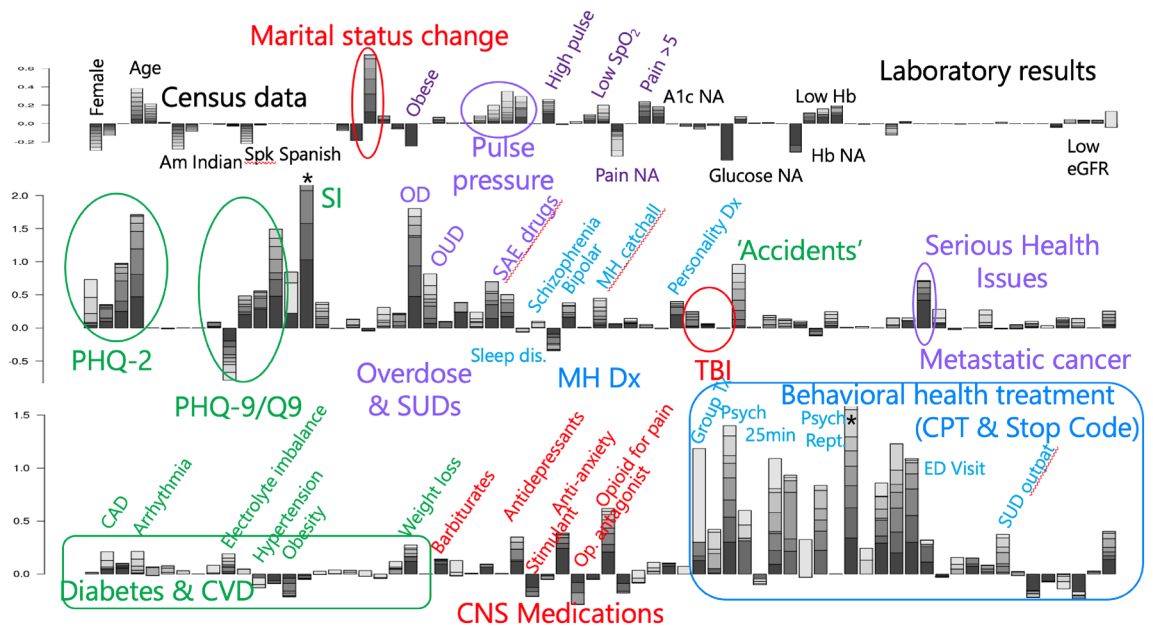 Marital status change
High pulse
Low SpO₂
Pain >5
Female
Age
Census data
Obese
A1c NA
Low Hb
Laboratory results
0.6
0.4
0.2
0.0
-0.2
Am Indian
Spk Spanish
Pulse
pressure
Pain NA
Glucose NA
Hb NA
Low
eGFR
*
SI
OD
OUD
SAE_drugs
Schizophrenia
Bipolar
MH_catchall
Personality Dx
'Accidents'
Serious Health
Issues
2.0
1.5
1.0
0.5
0.0
-0.5
PHQ-2
PHQ-9/Q9
Overdose
& SUDs
Sleep dis.
MH Dx
TBI
Metastatic cancer
Behavioral health treatment
(CPT & Stop Code)
Group Tx
Psych
25min
Psych
Rept.
*
ED Visit
SUD outpat
1.5
1.0
0.5
0.0
CAD
Arrhythmia
Electrolyte imbalance
Hypertension
Obesity
Weight loss
Barbiturates
Antidepressants
Stimulant
Anti-anxiety
Op. antagonist
Opioid for pain
Diabetes & CVD
CNS Medications